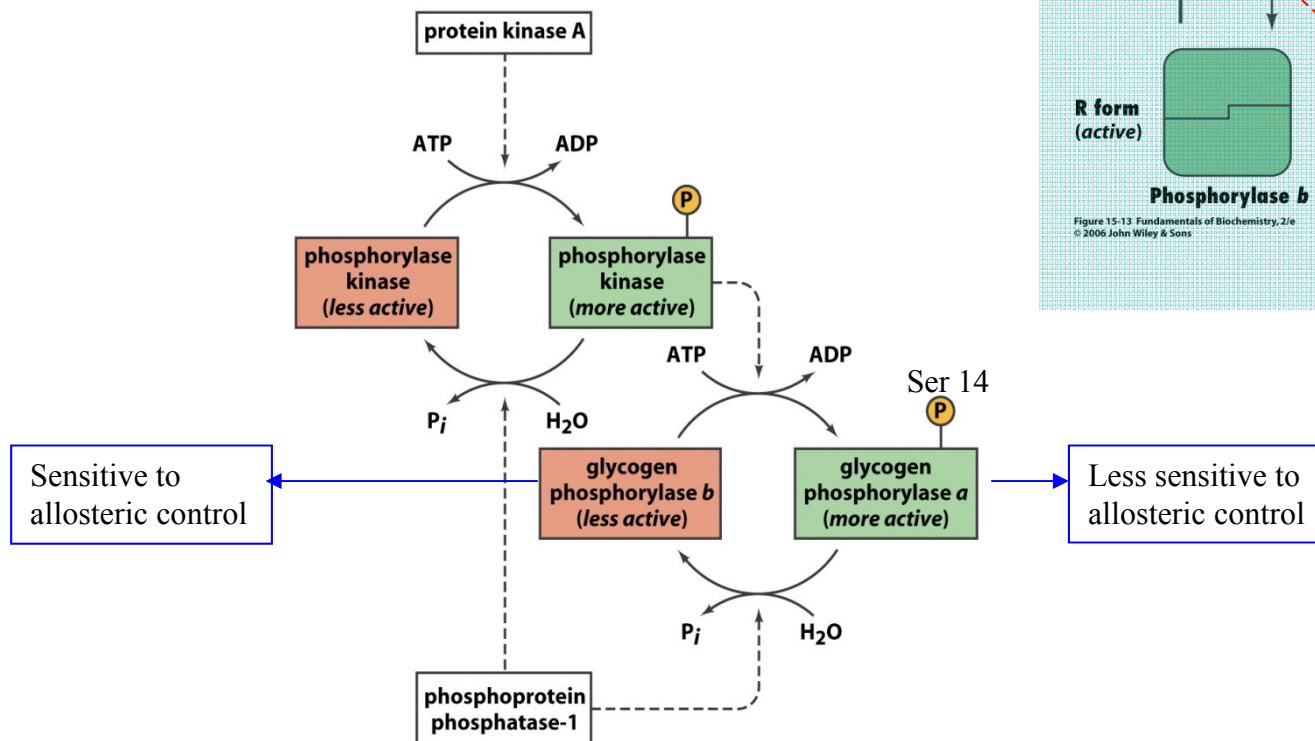 protein kinase A
ATP
ADP
P
phosphorylase
kinase
(less active)
phosphorylase
kinase
(more active)
Pi
H2O
ATP
ADP
Ser 14
P
Sensitive to
allosteric control
glycogen
phosphorylase b
(less active)
glycogen
phosphorylase a
(more active)
Less sensitive to
allosteric control
Pi
H2O
phosphoprotein
phosphatase-1
R form
(active)
Phosphorylase b
Figure 15-13 Fundamentals of Biochemistry, 2/e
© 2006 John Wiley & Sons